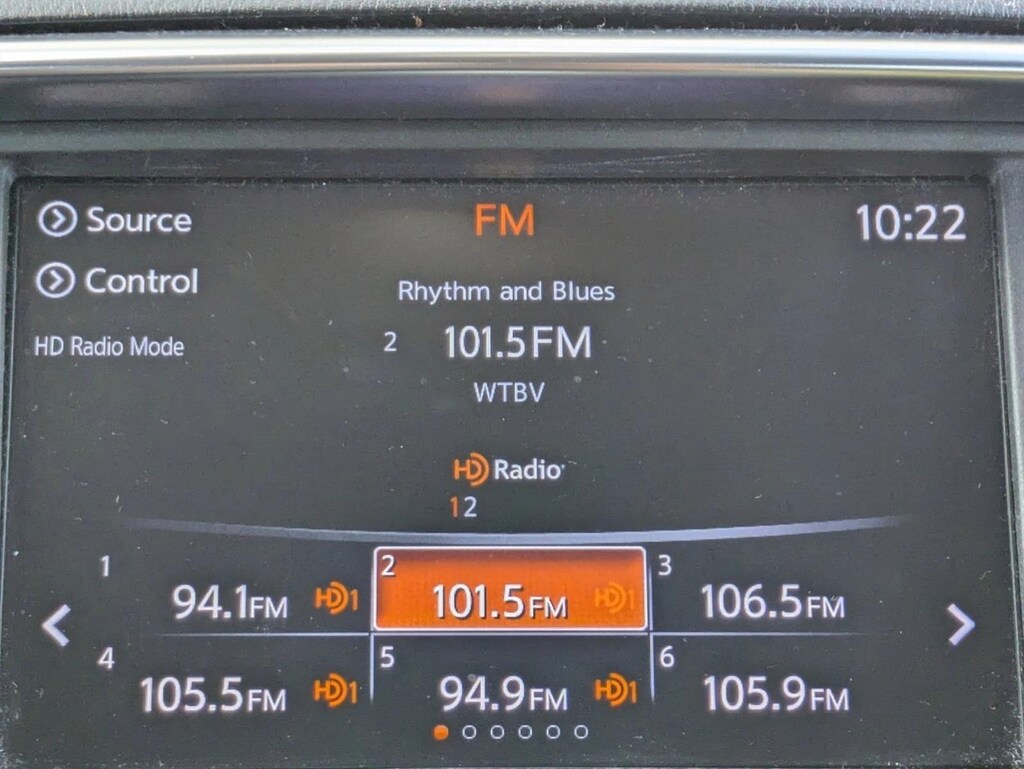 Source
FM
10:22
Control
Rhythm and Blues
HD Radio Mode
2 101.5FM
WTBV
HD Radio
1 2
1 94.1FM HD1
2 101.5FM HD1
3 106.5FM
4 105.5FM HD1
5 94.9FM HD1
6 105.9FM